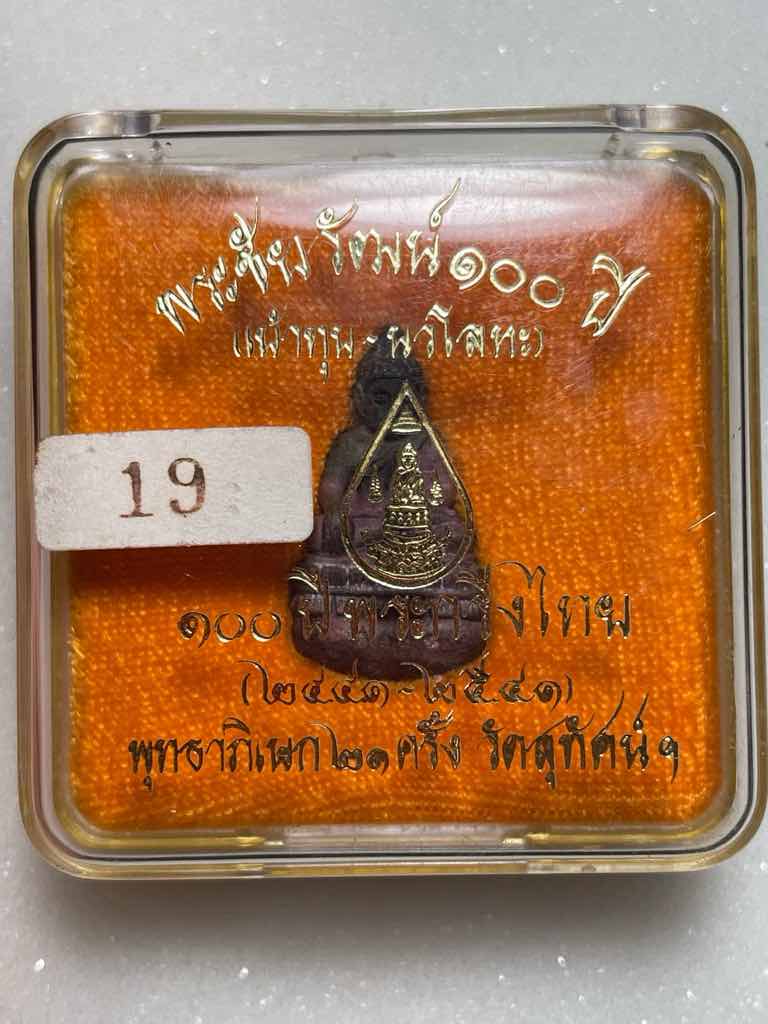 พระชัยวัฒน์ ๑๐๐ ปี
(เบ้าทุบ-นวโลหะ)
19
๑๐๐ ปี พระกริ่งไทย
(๒๔๔๑-๒๕๔๑)
พุทธาภิเษก ๒๑ ครั้ง วัดสุทัศน์ฯ